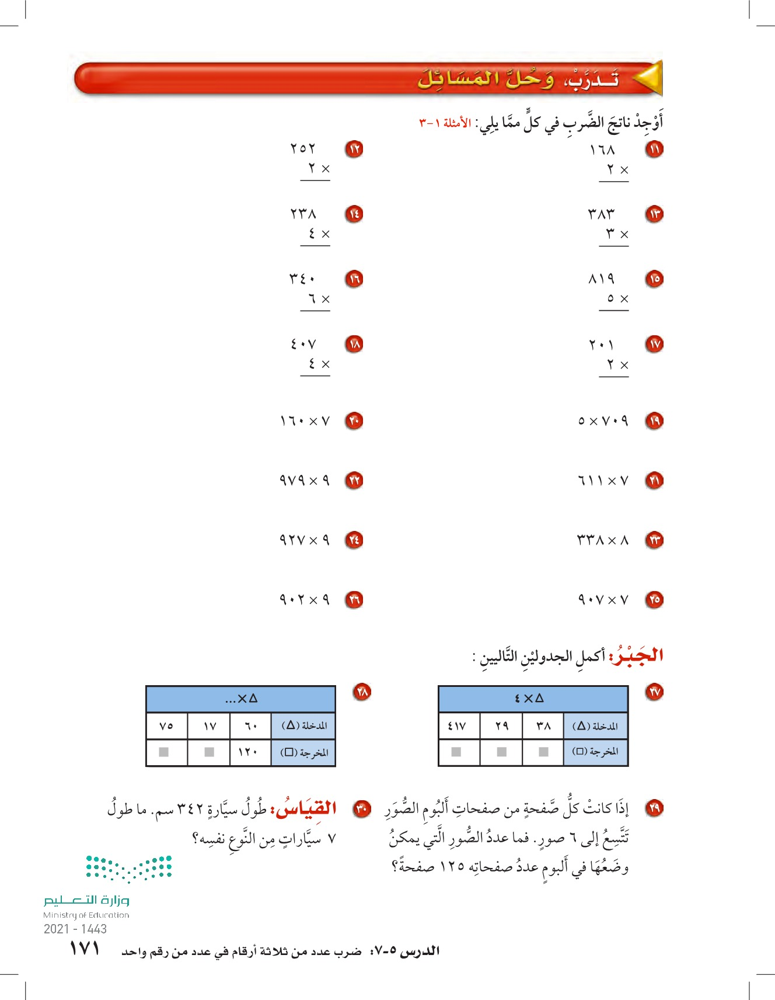 تَــدَرَّبْ، وَحُلَّ المَسَائِلَ
أَوْجِدْ ناتجَ الضَّربِ في كلٍّ ممَّا يلِي: الأمثلة ١-٣
١١ ١٦٨ × ٢
١٢ ٢٥٢ × ٢
١٣ ٣٨٣ × ٣
١٤ ٢٣٨ × ٤
١٥ ٨١٩ × ٥
١٦ ٣٤٠ × ٦
١٧ ٢٠١ × ٢
١٨ ٤٠٧ × ٤
١٩ ٧٠٩ × ٥
٢٠ ٧ × ١٦٠
٢١ ٧ × ٦١١
٢٢ ٩ × ٩٧٩
٢٣ ٨ × ٣٣٨
٢٤ ٩ × ٩٢٧
٢٥ ٧ × ٩٠٧
٢٦ ٩ × ٩٠٢
الجَبْرُ: أكملِ الجدوليْنِ التَّاليينِ :
٢٧
Δ × ٤
المدخلة (Δ) ٣٨ ٢٩ ٤١٧
المخرجة (□)
٢٨
Δ × ...
المدخلة (Δ) ٦٠ ١٧ ٧٥
المخرجة (□) ١٢٠
٢٩ إذَا كانتْ كلُّ صَّفحةٍ من صفحاتِ أَلبُومِ الصُّوَرِ
تَتَّسِعُ إلى ٦ صورٍ. فما عددُ الصُّورِ الَّتي يمكنُ
وضَعُهَا في أَلبومٍ عددُ صفحاتِه ١٢٥ صفحةً؟
٣٠ القِيَاسُ: طُولُ سيَّارةٍ ٣٤٢ سم. ما طولُ
٧ سيَّاراتٍ مِن النَّوعِ نفسِه؟
وزارة التعـــليم
Ministry of Education
2021 - 1443
الدرس ٥-٧: ضرب عدد من ثلاثة أرقام في عدد من رقم واحد ١٧١